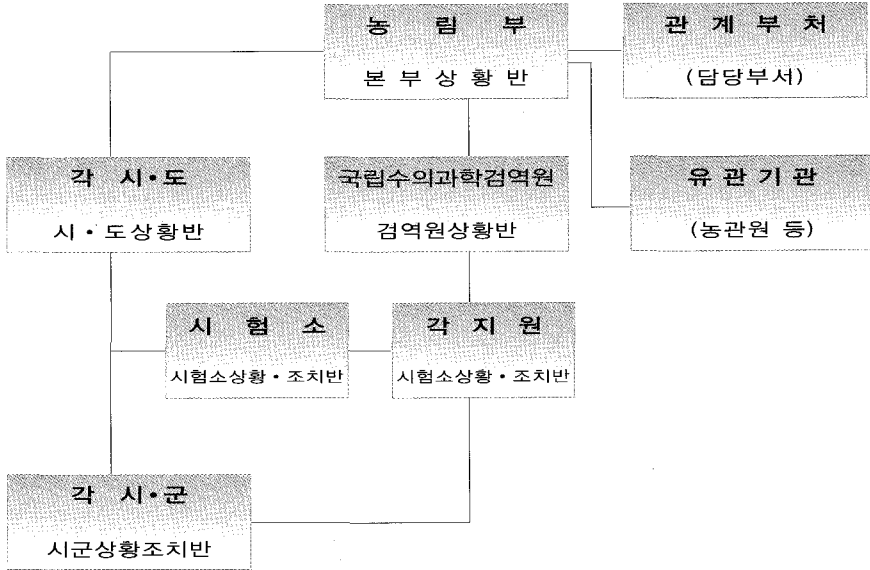 농 림 부
본 부 상 황 반
관 계 부 처
(담당부서)
각 시•도
시 • 도상황반
국립수의과학검역원
검역원상황반
유 관 기 관
(농관원 등)
시 험 소
시험소상황 • 조치반
각 지 원
시험소상황 • 조치반
각 시•군
시군상황조치반